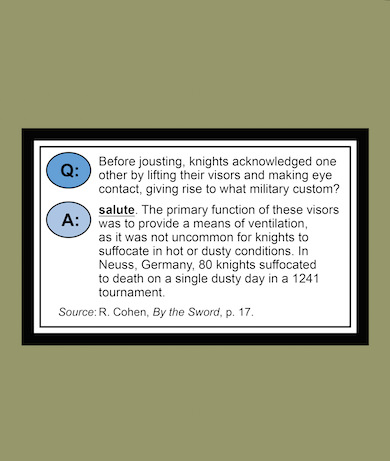 Q: Before jousting, knights acknowledged one
other by lifting their visors and making eye
contact, giving rise to what military custom?
A: salute. The primary function of these visors
was to provide a means of ventilation,
as it was not uncommon for knights to
suffocate in hot or dusty conditions. In
Neuss, Germany, 80 knights suffocated
to death on a single dusty day in a 1241
tournament.
Source: R. Cohen, By the Sword, p. 17.